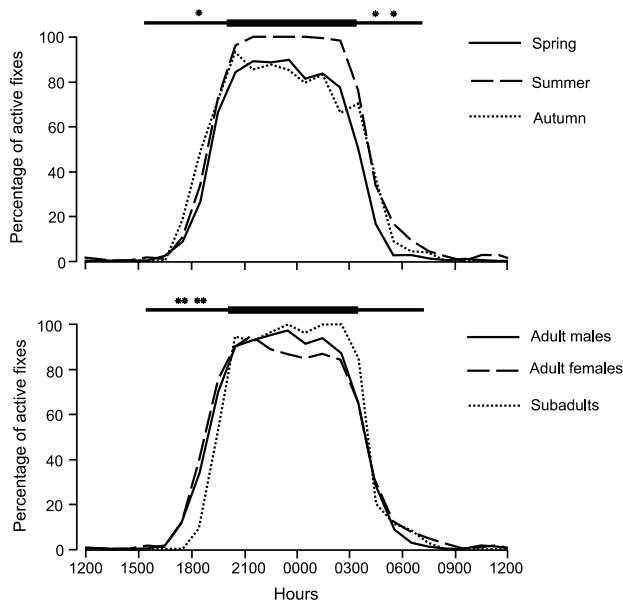 *
* *
100
80
60
40
20
0
Percentage of active fixes
Spring
Summer
Autumn
** **
100
80
60
40
20
0
Percentage of active fixes
Adult males
Adult females
Subadults
1200 1500 1800 2100 0000 0300 0600 0900 1200
Hours